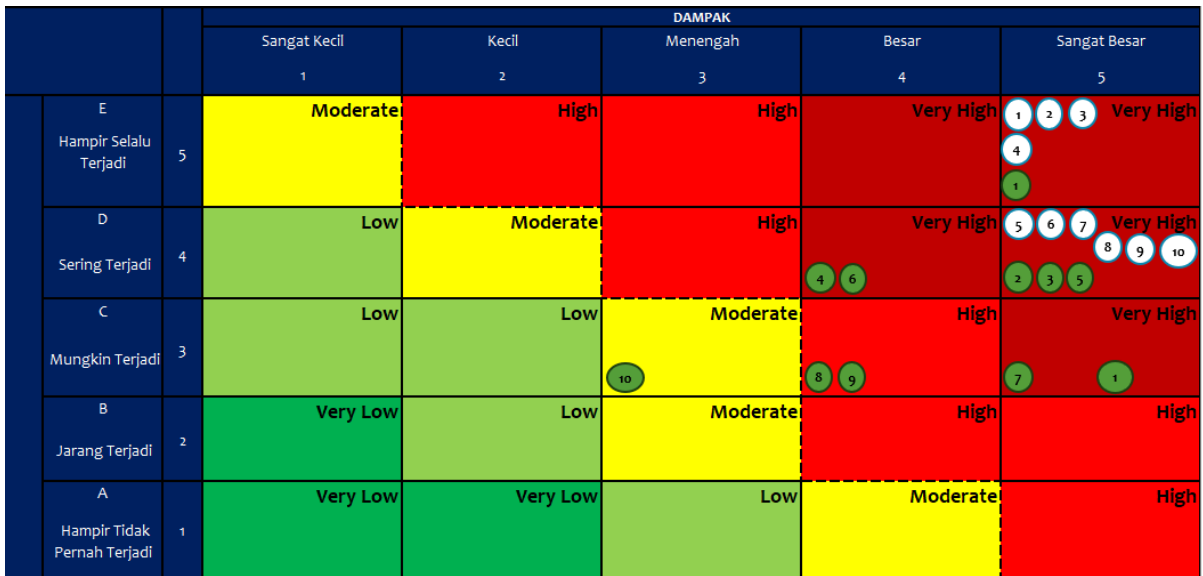 DAMPAK
Sangat Kecil
Kecil
Menengah
Besar
Sangat Besar
1
2
3
4
5
E
Hampir Selalu
Terjadi
5
Moderate
High
High
Very High
Very High
1
2
3
4
1
D
Sering Terjadi
4
Low
Moderate
High
Very High
Very High
5
6
7
8
9
10
4
6
2
3
5
C
Mungkin Terjadi
3
Low
Low
Moderate
High
Very High
10
8
9
7
1
B
Jarang Terjadi
2
Very Low
Low
Moderate
High
High
A
Hampir Tidak
Pernah Terjadi
1
Very Low
Very Low
Low
Moderate
High